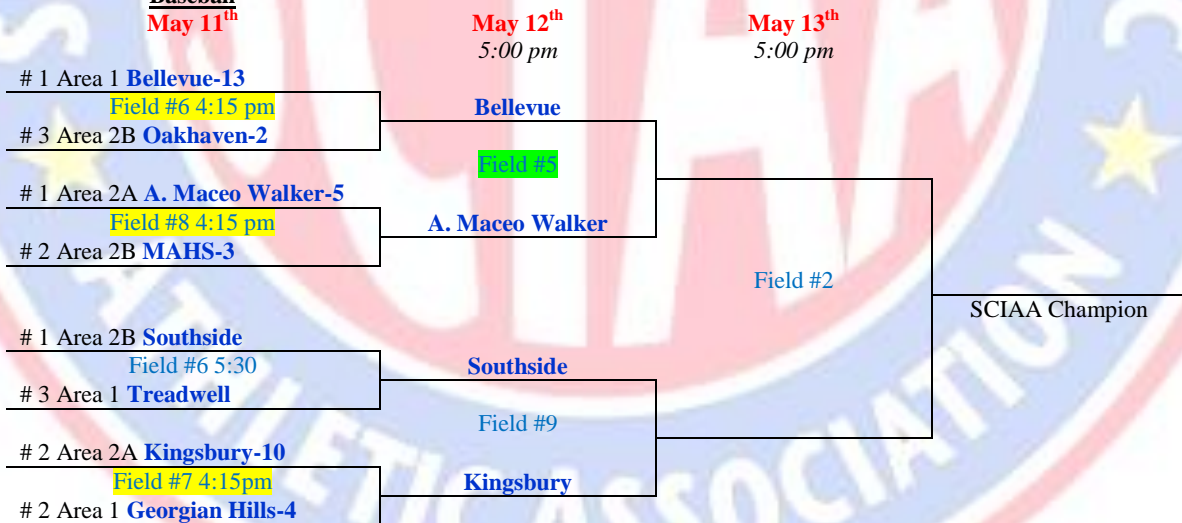 Baseball
May 11th May 12th May 13th
5:00 pm 5:00 pm
# 1 Area 1 Bellevue-13
Field #6 4:15 pm Bellevue
# 3 Area 2B Oakhaven-2
Field #5
# 1 Area 2A A. Maceo Walker-5
Field #8 4:15 pm A. Maceo Walker
# 2 Area 2B MAHS-3
Field #2
SCIAA Champion
# 1 Area 2B Southside
Field #6 5:30 Southside
# 3 Area 1 Treadwell
Field #9
# 2 Area 2A Kingsbury-10
Field #7 4:15pm Kingsbury
# 2 Area 1 Georgian Hills-4
ATHLETIC ASSOCIATION